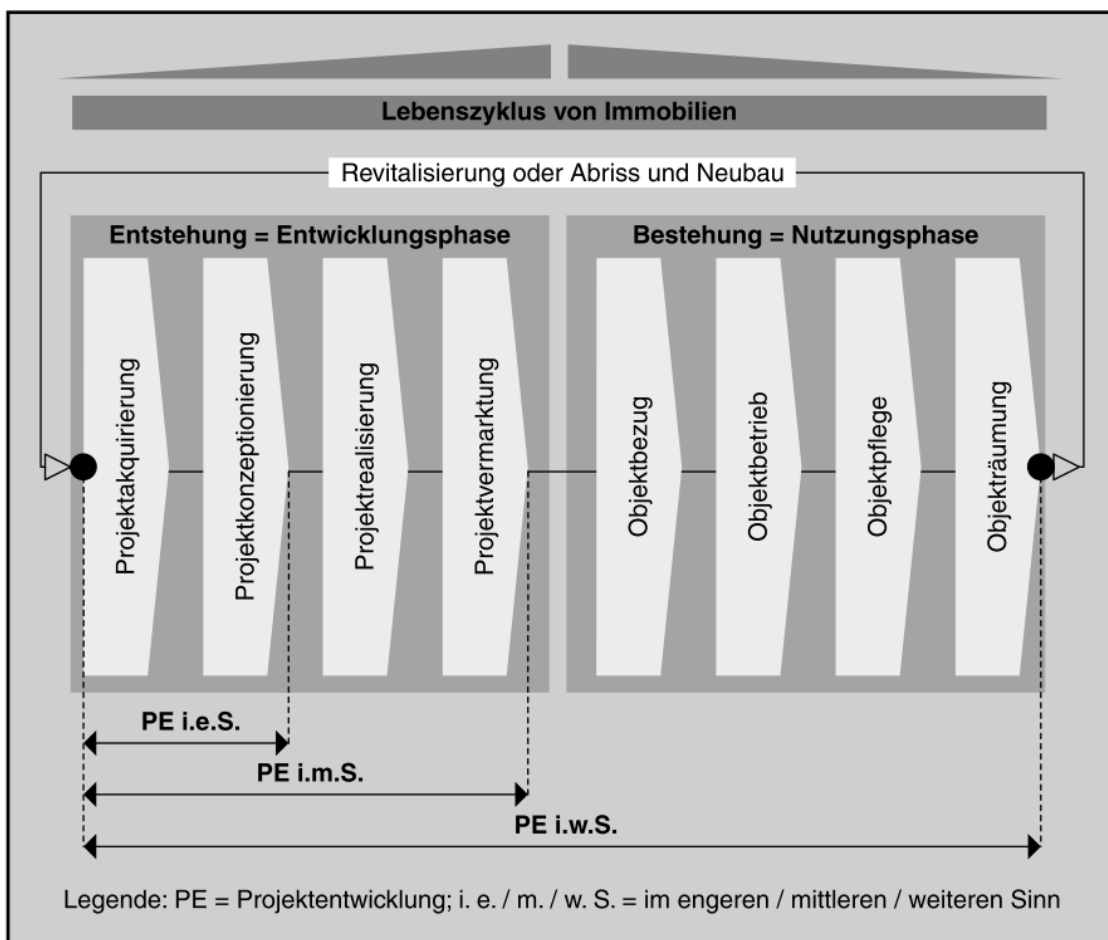 Lebenszyklus von Immobilien
Revitalisierung oder Abriss und Neubau
Entstehung = Entwicklungsphase
Projektakquirierung
Projektkonzeptionierung
Projektrealisierung
Projektvermarktung
Bestehung = Nutzungsphase
Objektbezug
Objektbetrieb
Objektpflege
Objekträumung
PE i.e.S.
PE i.m.S.
PE i.w.S.
Legende: PE = Projektentwicklung; i. e. / m. / w. S. = im engeren / mittleren / weiteren Sinn